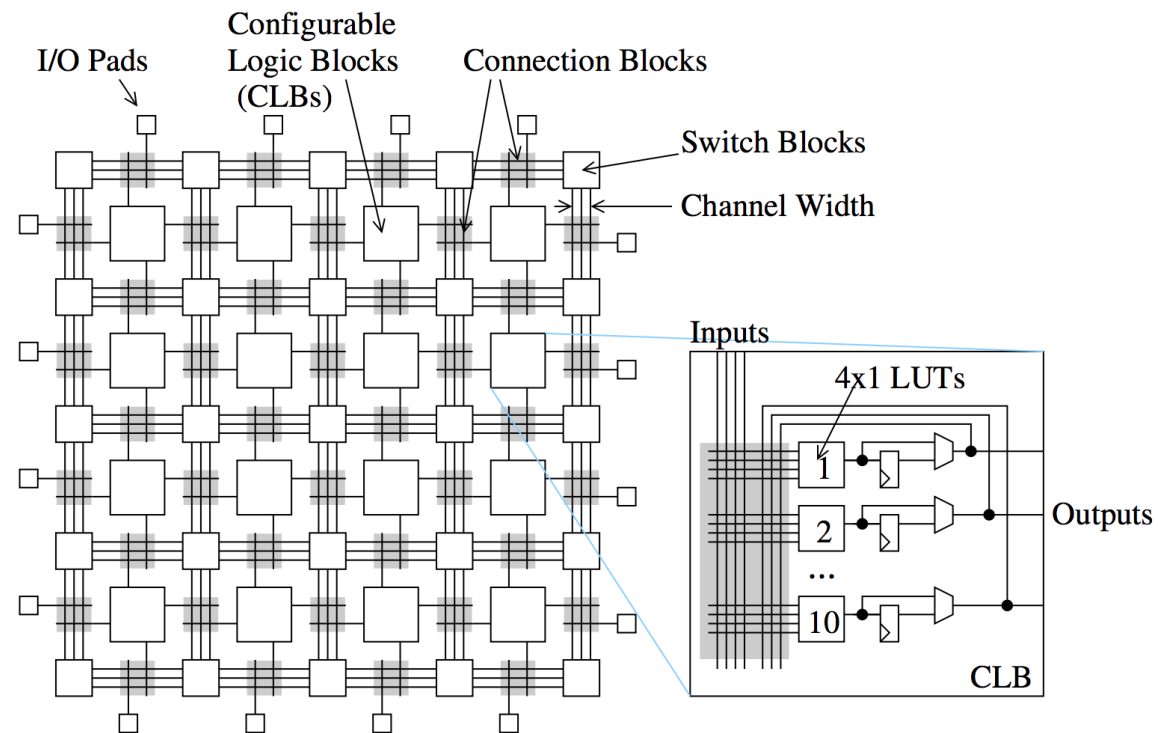 Configurable
I/O Pads
Logic Blocks
(CLBs)
Connection Blocks
Switch Blocks
Channel Width
Inputs
4x1 LUTs
1
2
...
10
Outputs
CLB